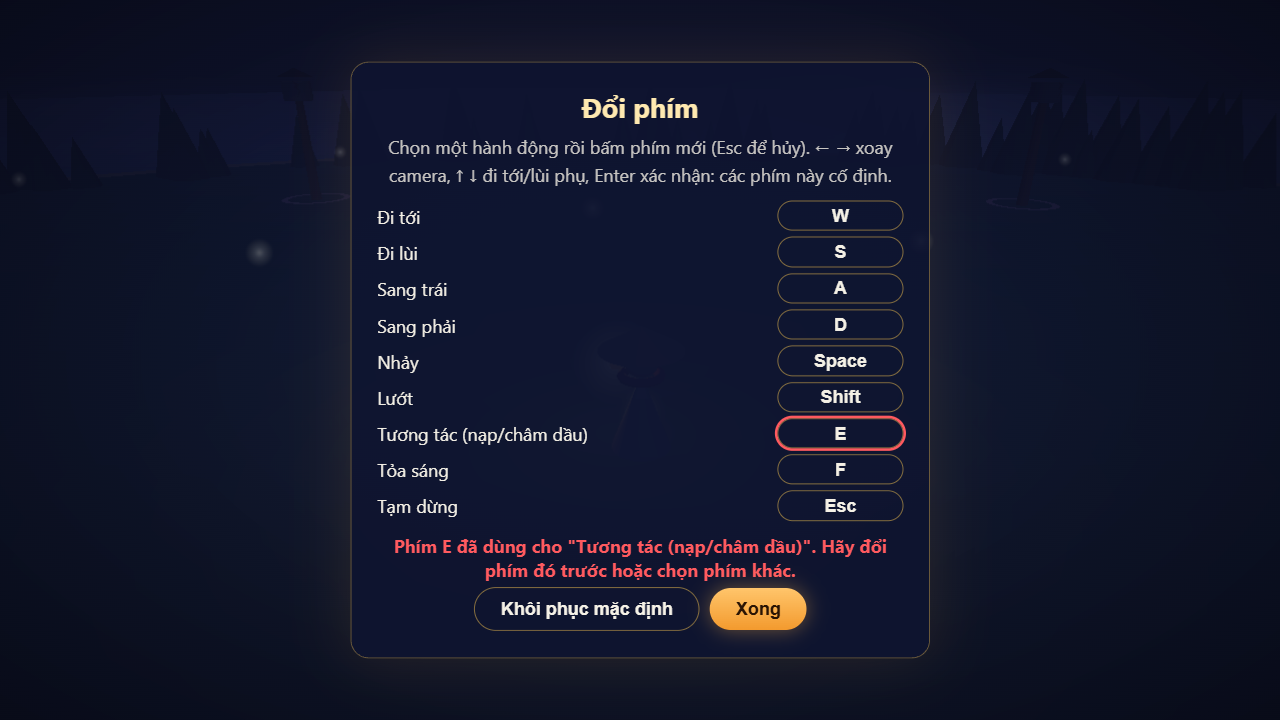 Đổi phím
Chọn một hành động rồi bấm phím mới (Esc để hủy). ← → xoay
camera, ↑ ↓ đi tới/lùi phụ, Enter xác nhận: các phím này cố định.
Đi tới W
Đi lùi S
Sang trái A
Sang phải D
Nhảy Space
Lướt Shift
Tương tác (nạp/châm dầu) E
Tỏa sáng F
Tạm dừng Esc
Phím E đã dùng cho "Tương tác (nạp/châm dầu)". Hãy đổi
phím đó trước hoặc chọn phím khác.
Khôi phục mặc định Xong